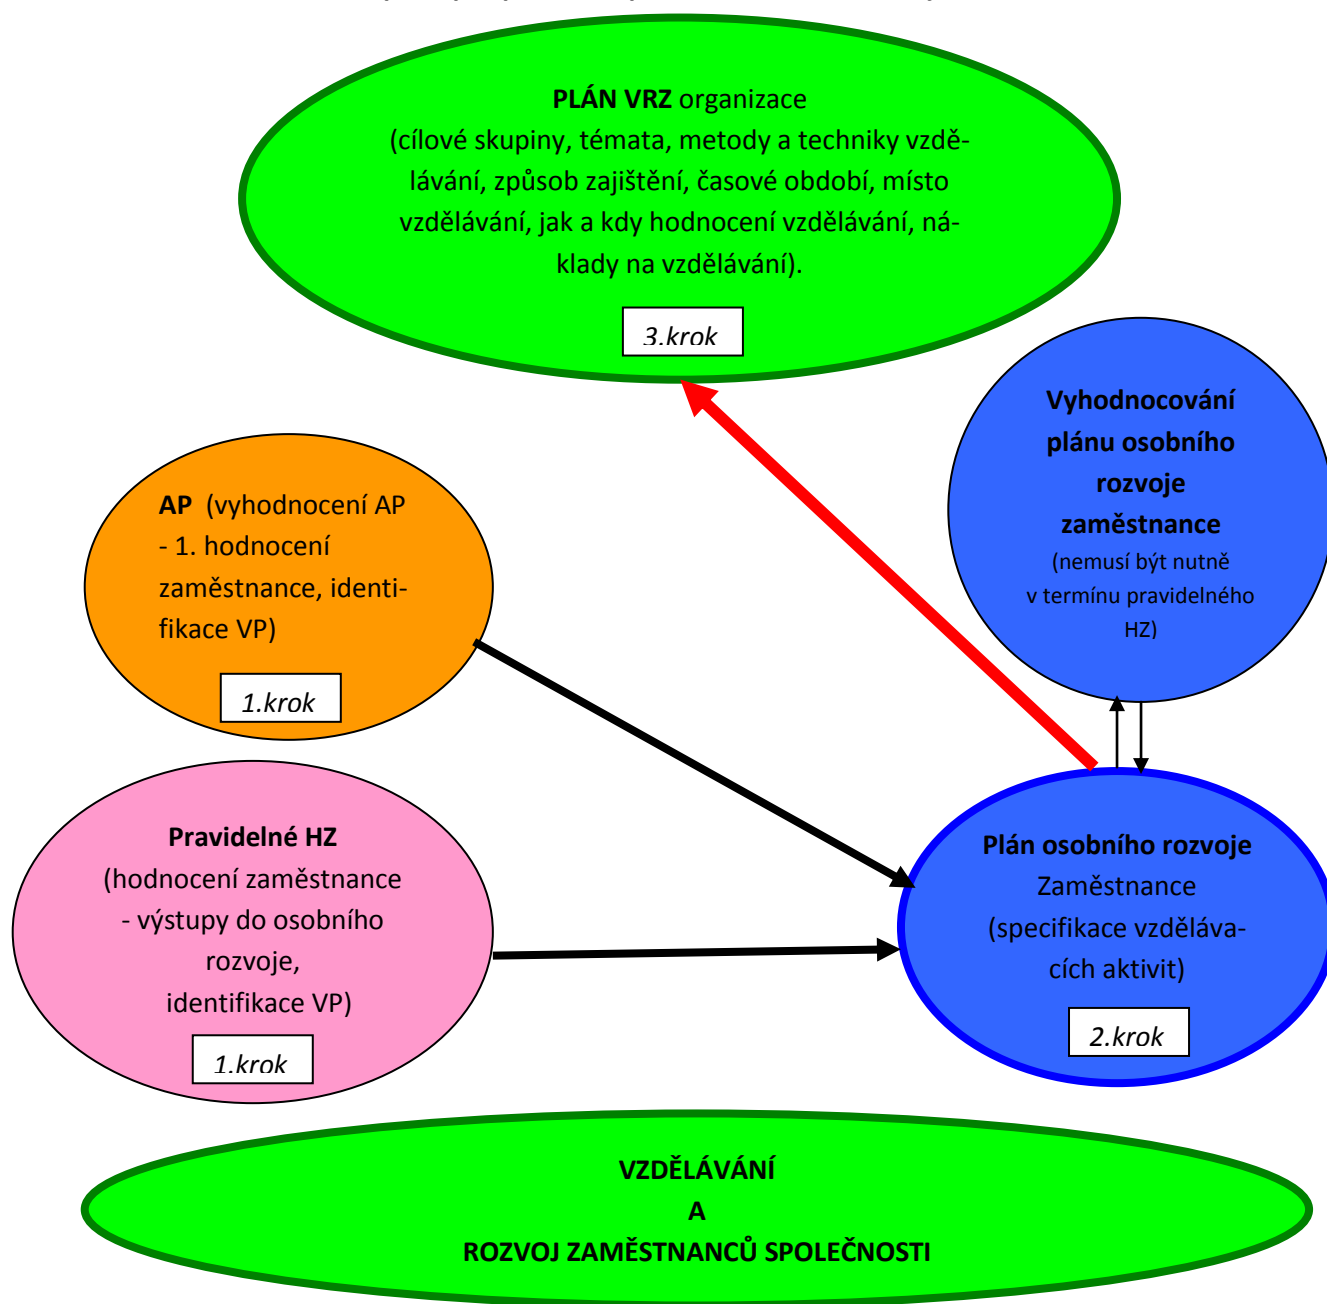 PLÁN VRZ organizace
(cílové skupiny, témata, metody a techniky vzdě-
lávání, způsob zajištění, časové období, místo
vzdělávání, jak a kdy hodnocení vzdělávání, ná-
klady na vzdělávání).
3.krok
Vyhodnocování
plánu osobního
rozvoje
zaměstnance
(nemusí být nutně
v termínu pravidelného
HZ)
AP (vyhodnocení AP
- 1. hodnocení
zaměstnance, identi-
fikace VP)
1.krok
Pravidelné HZ
(hodnocení zaměstnance
- výstupy do osobního
rozvoje,
identifikace VP)
1.krok
Plán osobního rozvoje
Zaměstnance
(specifikace vzděláva-
cích aktivit)
2.krok
VZDĚLÁVÁNÍ
A
ROZVOJ ZAMĚSTNANCŮ SPOLEČNOSTI